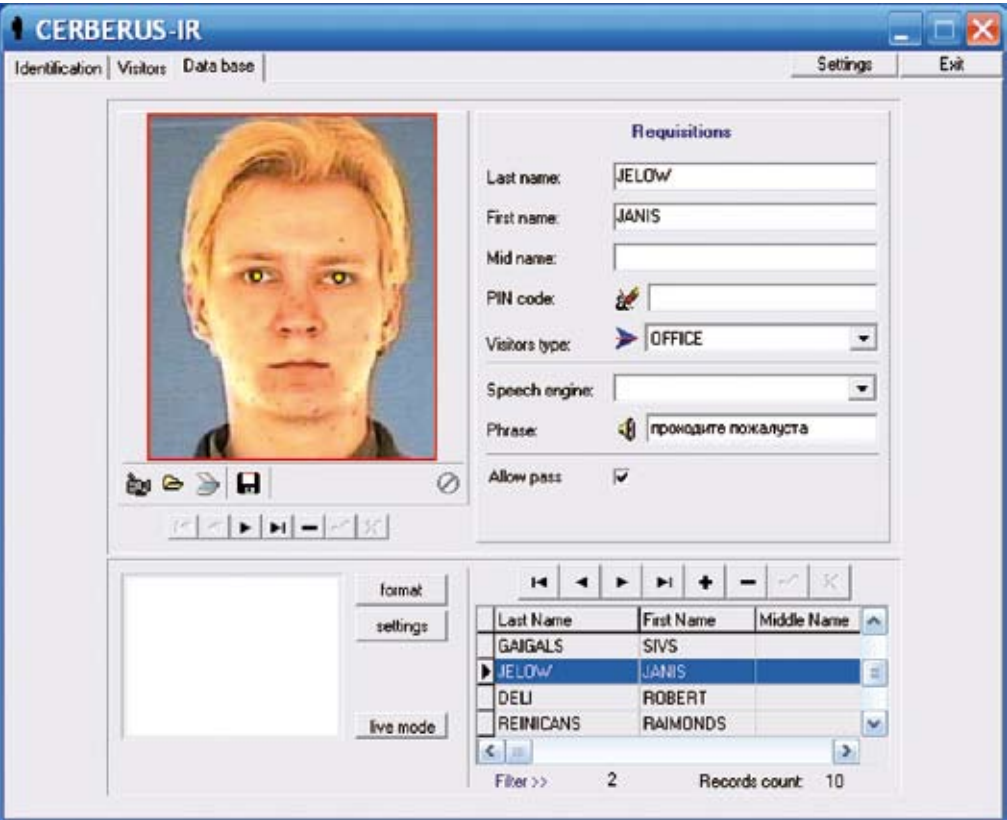 CERBERUS-IR
Identification Visitors Data base Settings Exit
Requisitions
Last name: JELOW
First name: JANIS
Mid name:
PIN code:
Visitors type: OFFICE
Speech engine:
Phrase: проходите пожалуста
Allow pass
format
settings
live mode
Last Name First Name Middle Name
GAIGALS SIVS
JELOW JANIS
DELI ROBERT
REINICANS RAIMONDS
Filter >> 2 Records count: 10